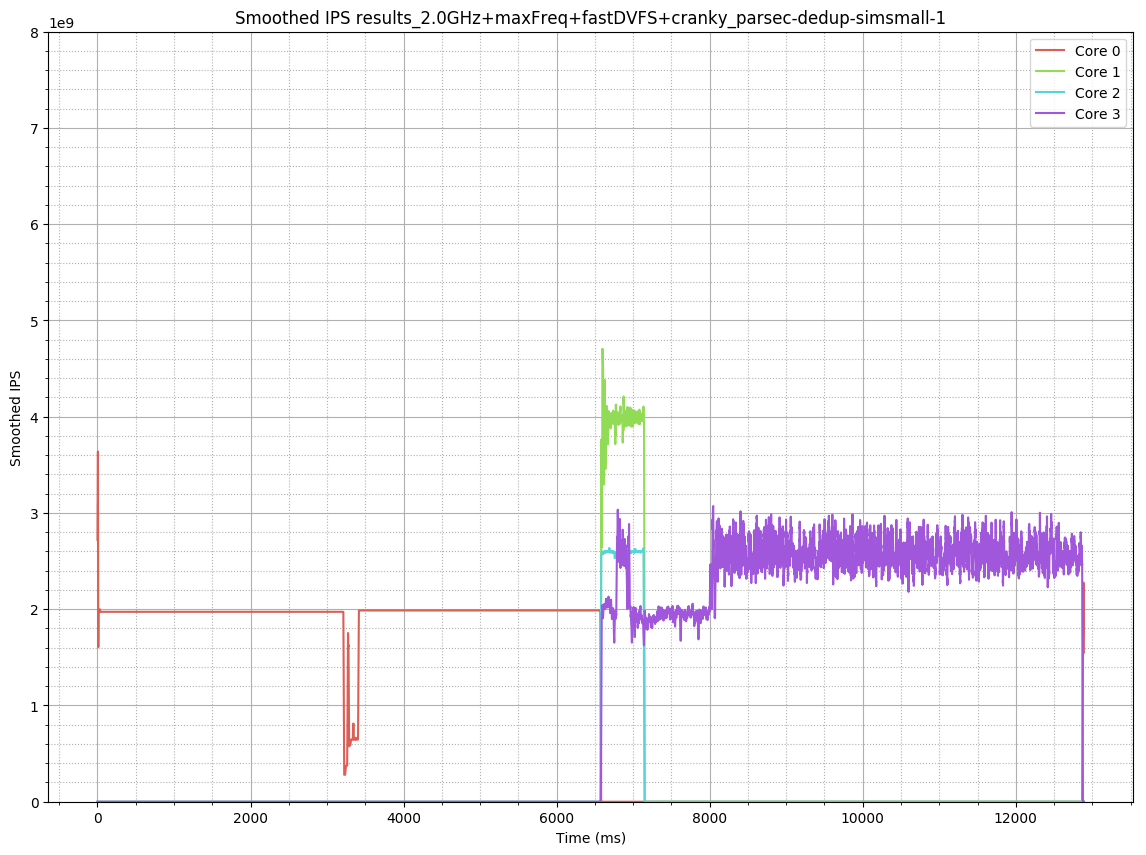 Smoothed IPS results_2.0GHz+maxFreq+fastDVFS+cranky_parsec-dedup-simsmall-1
1e9
8
7
6
5
4
3
2
1
0
Smoothed IPS
Core 0
Core 1
Core 2
Core 3
0 2000 4000 6000 8000 10000 12000
Time (ms)